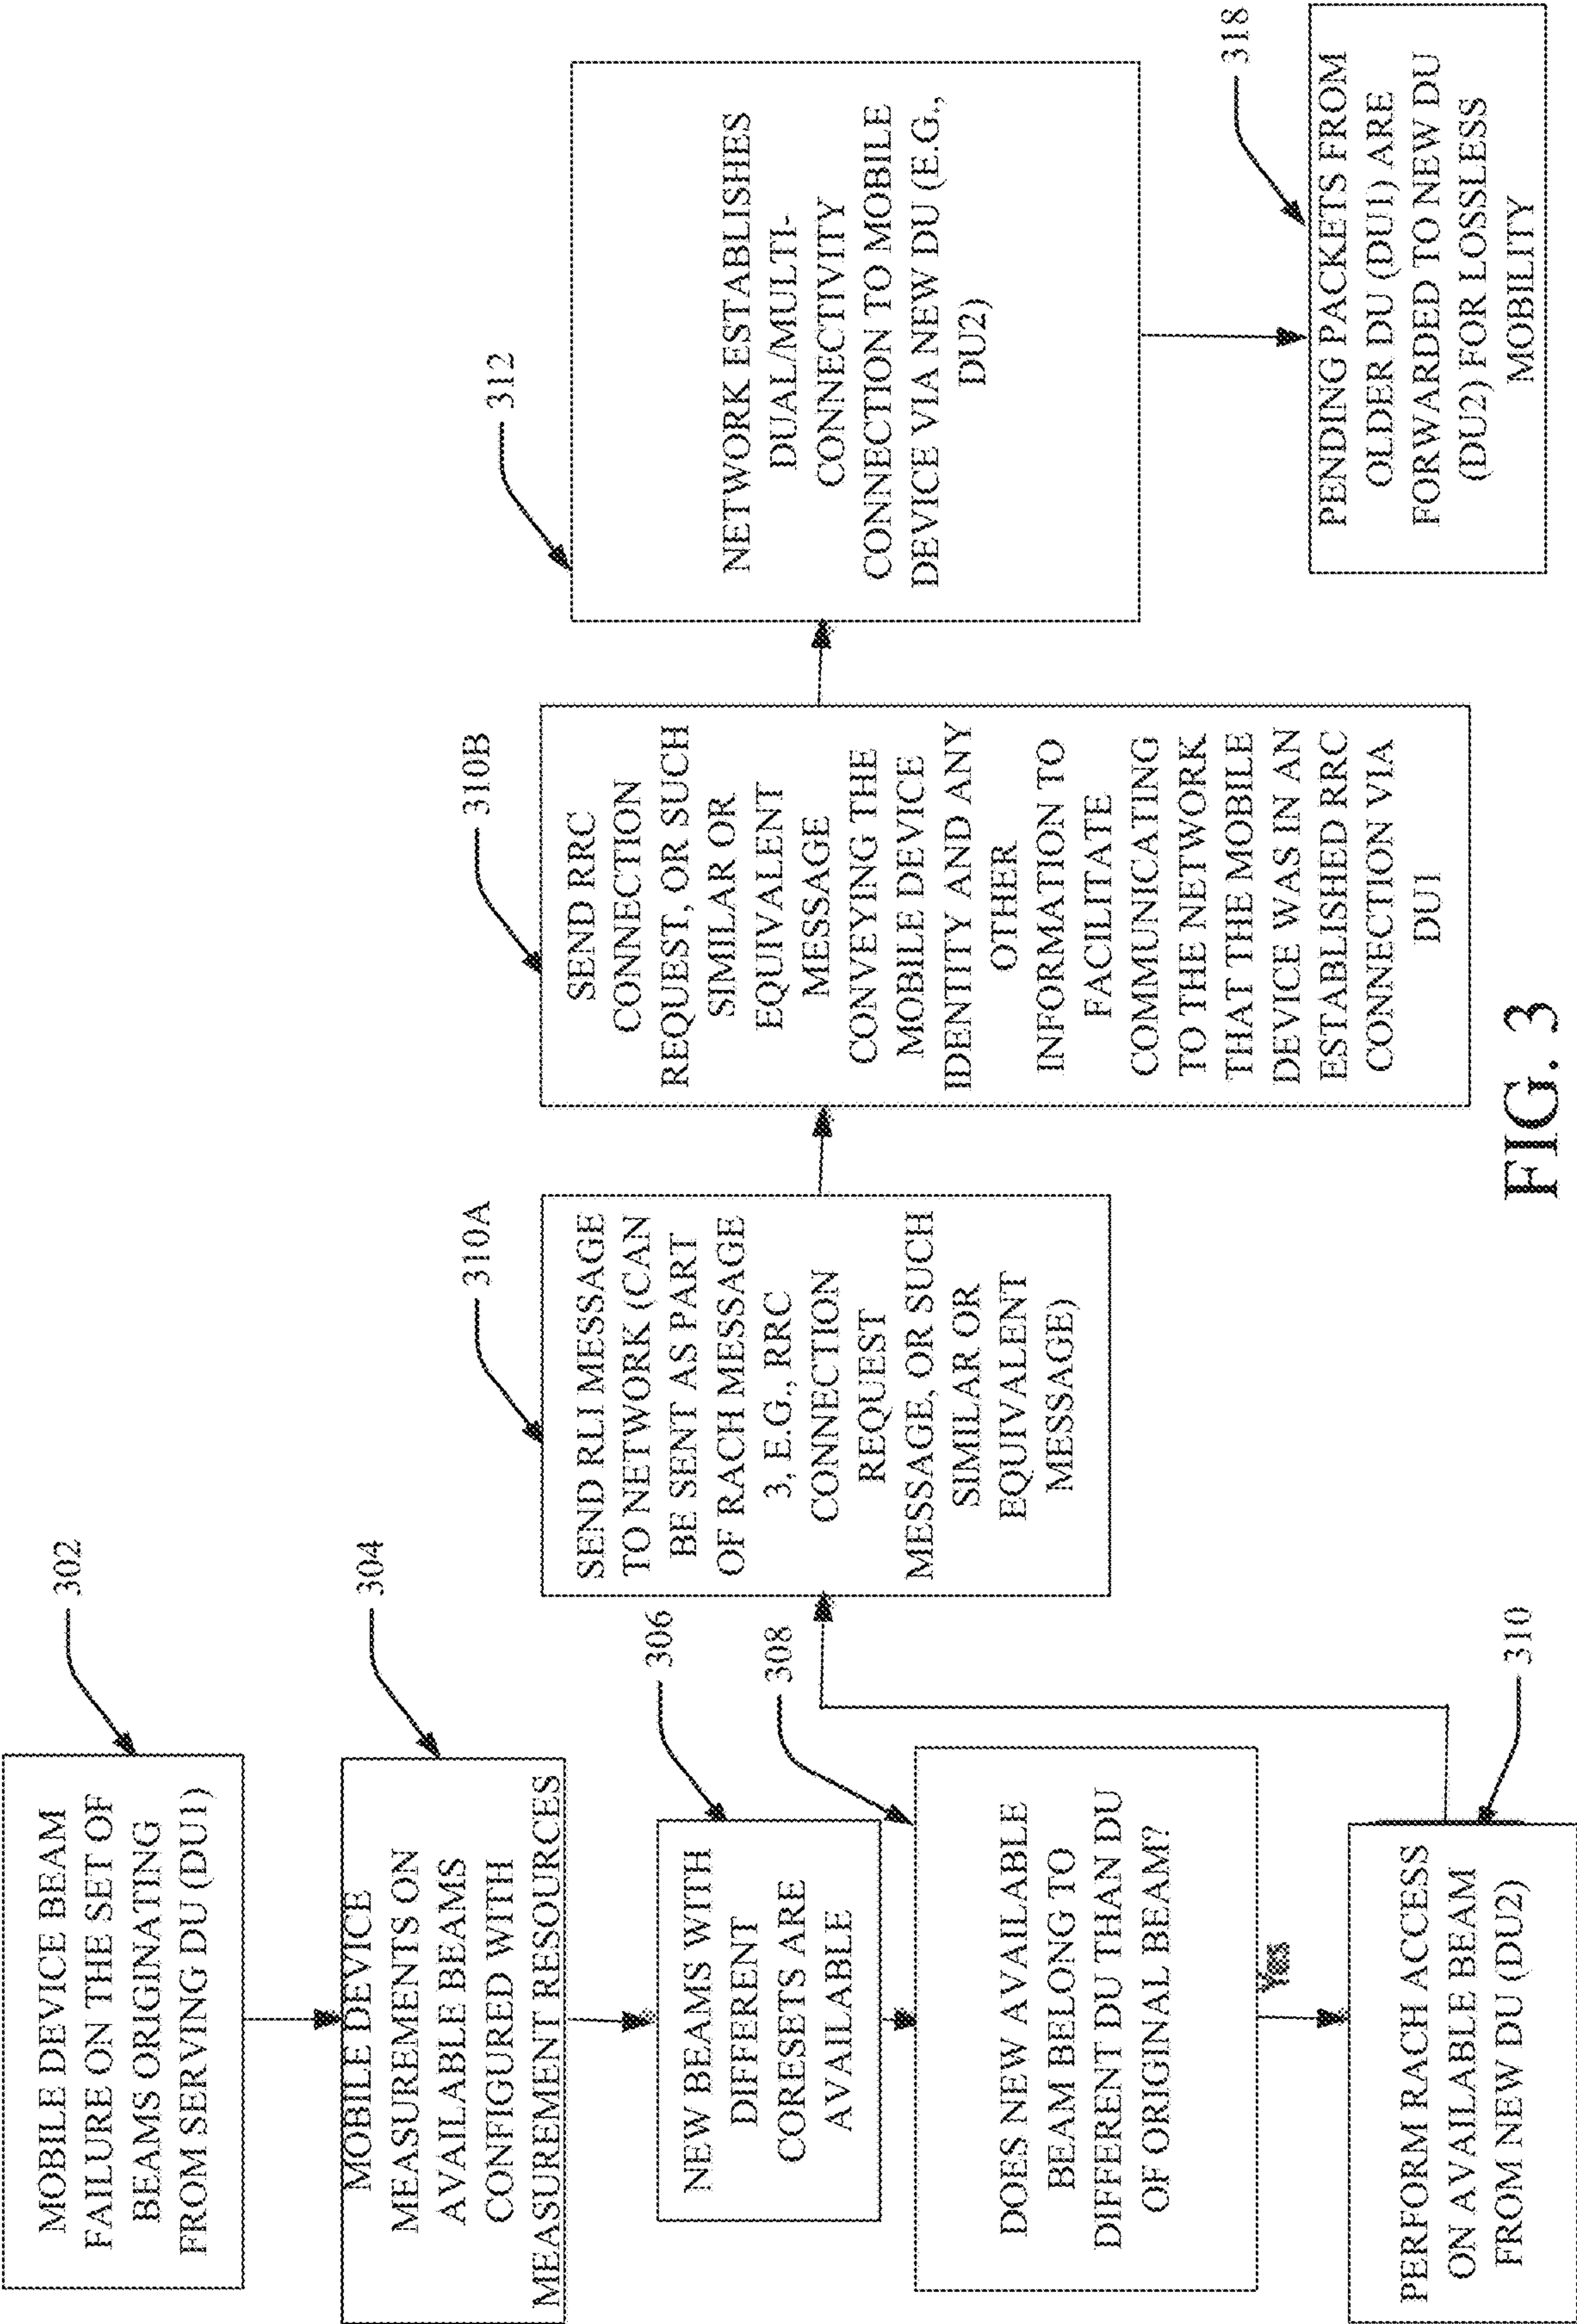 302
MOBILE DEVICE BEAM
FAILURE ON THE SET OF
BEAMS ORIGINATING
FROM SERVING DU (DU1)
304
MOBILE DEVICE
MEASUREMENTS ON
AVAILABLE BEAMS
CONFIGURED WITH
MEASUREMENT RESOURCES
306
NEW BEAMS WITH
DIFFERENT
CORESETS ARE
AVAILABLE
308
DOES NEW AVAILABLE
BEAM BELONG TO
DIFFERENT DU THAN DU
OF ORIGINAL BEAM?
Yes
310
PERFORM RACH ACCESS
ON AVAILABLE BEAM
FROM NEW DU (DU2)
310A
SEND RLI MESSAGE
TO NETWORK (CAN
BE SENT AS PART
OF RACH MESSAGE
3, E.G., RRC
CONNECTION
REQUEST
MESSAGE, OR SUCH
SIMILAR OR
EQUIVALENT
MESSAGE)
310B
SEND RRC
CONNECTION
REQUEST, OR SUCH
SIMILAR OR
EQUIVALENT
MESSAGE
CONVEYING THE
MOBILE DEVICE
IDENTITY AND ANY
OTHER
INFORMATION TO
FACILITATE
COMMUNICATING
TO THE NETWORK
THAT THE MOBILE
DEVICE WAS IN AN
ESTABLISHED RRC
CONNECTION VIA
DU1
312
NETWORK ESTABLISHES
DUAL/MULTI-
CONNECTIVITY
CONNECTION TO MOBILE
DEVICE VIA NEW DU (E.G.,
DU2)
318
PENDING PACKETS FROM
OLDER DU (DU1) ARE
FORWARDED TO NEW DU
(DU2) FOR LOSSLESS
MOBILITY
FIG. 3